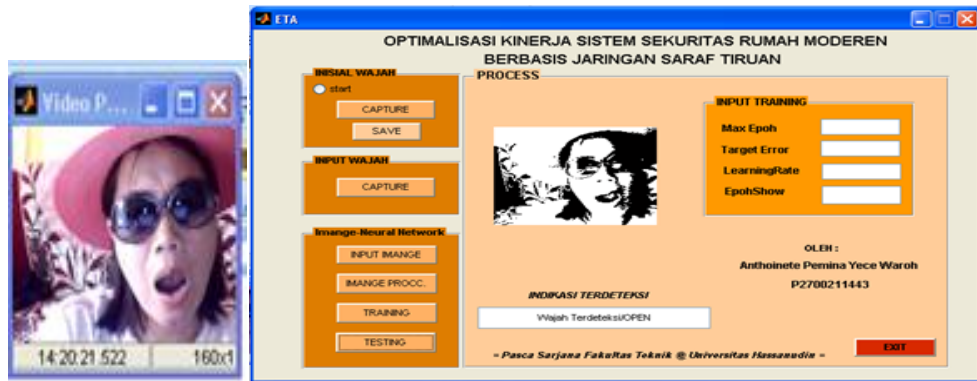 Video P...
14:20:21.522 160x1
ETA
OPTIMALISASI KINERJA SISTEM SEKURITAS RUMAH MODEREN
BERBASIS JARINGAN SARAF TIRUAN
INISIAL WAJAH
start
CAPTURE
SAVE
INPUT WAJAH
CAPTURE
Imange-Neural Network
INPUT IMANGE
IMANGE PROCC.
TRAINING
TESTING
PROCESS
INPUT TRAINING
Max Epoh
Target Error
LearningRate
EpohShow
OLEH :
Anthoinete Pemina Yece Waroh
P2700211443
INDIKASI TERDETEKSI
Wajah Terdeteksi/OPEN
= Pasca Sarjana Fakultas Teknik @ Universitas Hassanudin =
EXIT